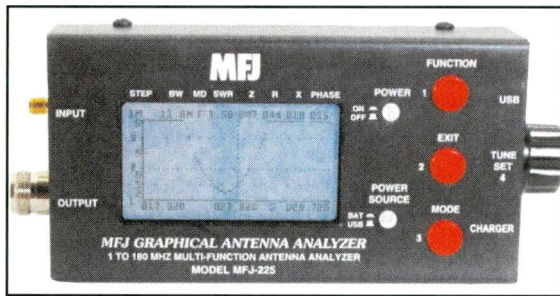 MFJ
FUNCTION
1
STEP BW MD SWR Z R X PHASE
POWER
ON
OFF
USB
INPUT
EXIT
2
TUNE
SET
4
POWER
SOURCE
BAT
USB
OUTPUT
MODE
3
CHARGER
MFJ GRAPHICAL ANTENNA ANALYZER
1 TO 180 MHZ MULTI-FUNCTION ANTENNA ANALYZER
MODEL MFJ-225